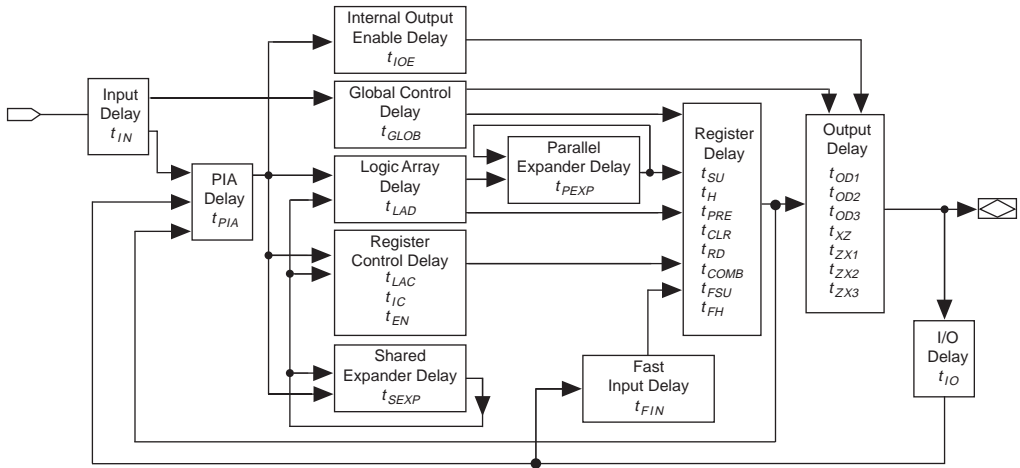 Internal Output
Enable Delay
tIOE
Input
Delay
tIN
Global Control
Delay
tGLOB
Register
Delay
tSU
tH
tPRE
tCLR
tRD
tCOMB
tFSU
tFH
Output
Delay
tOD1
tOD2
tOD3
tXZ
tZX1
tZX2
tZX3
Parallel
Expander Delay
tPEXP
PIA
Delay
tPIA
Logic Array
Delay
tLAD
Register
Control Delay
tLAC
tIC
tEN
I/O
Delay
tIO
Shared
Expander Delay
tSEXP
Fast
Input Delay
tFIN